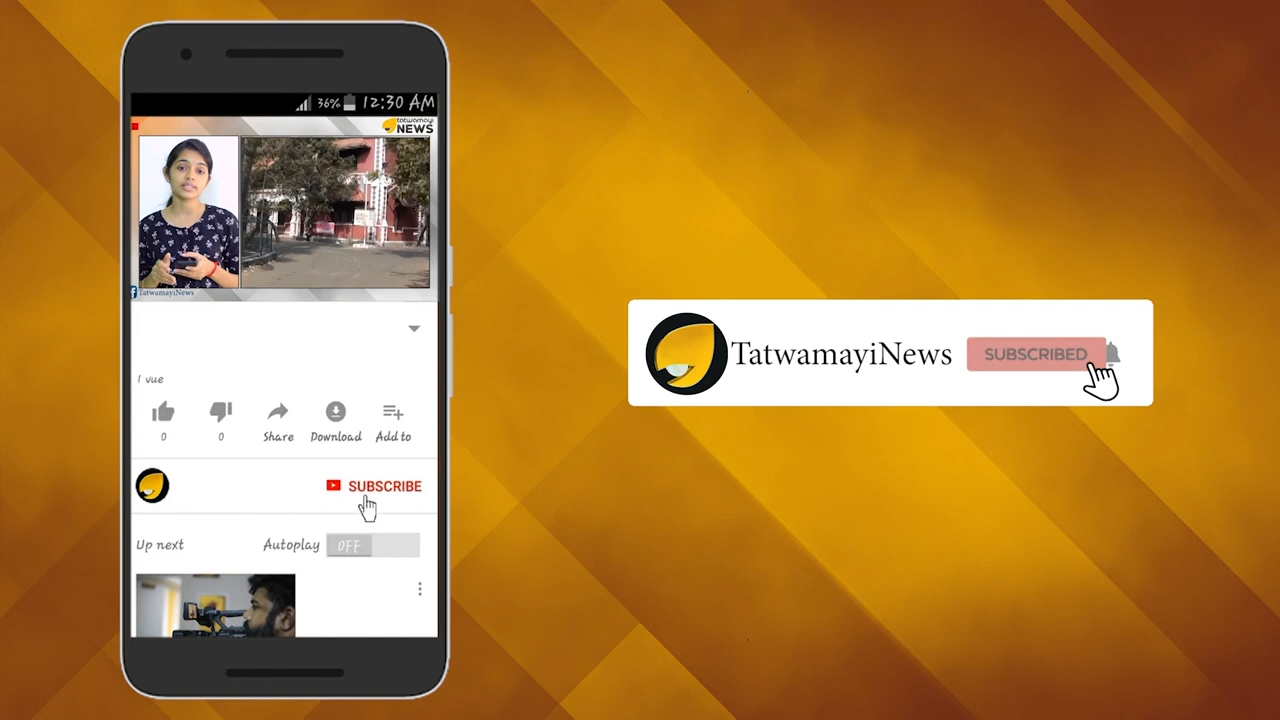 36% 12:30 AM
tatwamayi
NEWS
TatwamayiNews
1 vue
0 0 Share Download Add to
SUBSCRIBE
Up next Autoplay OFF
TatwamayiNews SUBSCRIBED